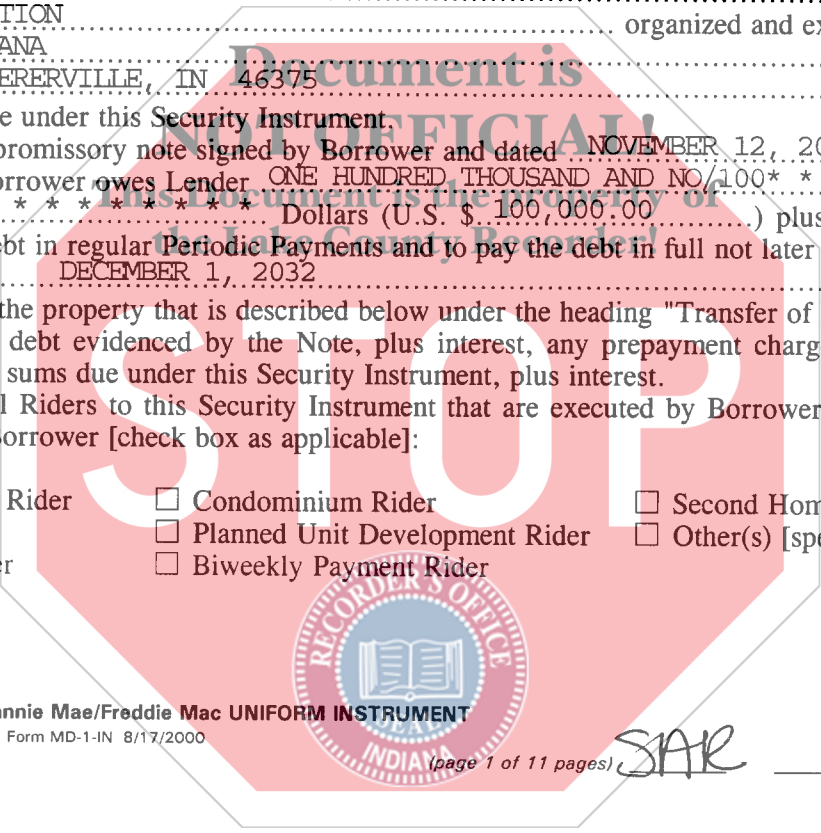 TION
organized and ex
ANA
ERERVILLE, IN 46375
Document is
e under this Security Instrument.
NOT OFFICIAL!
promissory note signed by Borrower and dated NOVEMBER 12, 20
orrower owes Lender ONE HUNDRED THOUSAND AND NO/100* *
This Document is the property of
* * * * * * * * Dollars (U.S. $ 100,000.00 ) plus
the Lake County Recorder!
ebt in regular Periodic Payments and to pay the debt in full not later
DECEMBER 1, 2032
the property that is described below under the heading "Transfer of
debt evidenced by the Note, plus interest, any prepayment charg
sums due under this Security Instrument, plus interest.
l Riders to this Security Instrument that are executed by Borrower
Borrower [check box as applicable]:
STOP
Rider ☐ Condominium Rider ☐ Second Hom
☐ Planned Unit Development Rider ☐ Other(s) [spe
er ☐ Biweekly Payment Rider
RECORDER'S OFFICE
SEAL
INDIANA
annie Mae/Freddie Mac UNIFORM INSTRUMENT
Form MD-1-IN 8/17/2000
(page 1 of 11 pages) SAR